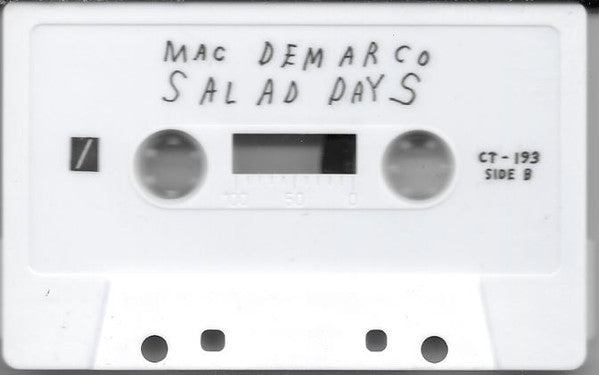 MAC DEMARCO
SALAD DAYS
CT-193
SIDE B
100 50 0